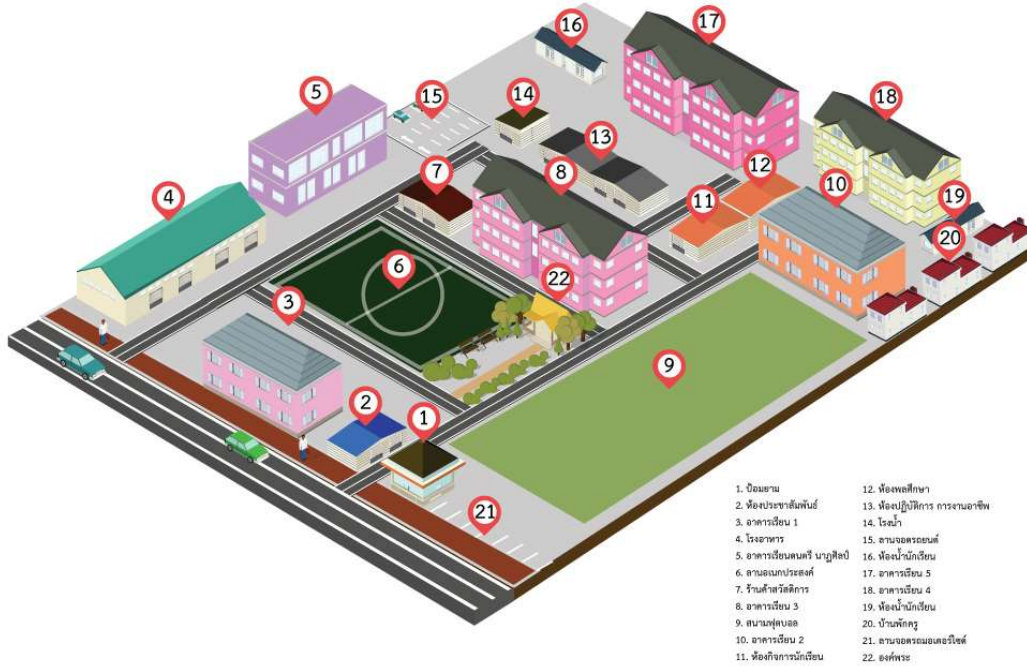 16
17
5
15
14
18
13
4
7
8
12
10
11
19
20
6
22
3
9
2
1
21
1. ป้อมยาม
2. ห้องประชาสัมพันธ์
3. อาคารเรียน 1
4. โรงอาหาร
5. อาคารเรียนดนตรี นาฏศิลป์
6. ลานอเนกประสงค์
7. ร้านค้าสวัสดิการ
8. อาคารเรียน 3
9. สนามฟุตบอล
10. อาคารเรียน 2
11. ห้องกิจการนักเรียน
12. ห้องพลศึกษา
13. ห้องปฏิบัติการ การงานอาชีพ
14. โรงน้ำ
15. ลานจอดรถยนต์
16. ห้องน้ำนักเรียน
17. อาคารเรียน 5
18. อาคารเรียน 4
19. ห้องน้ำนักเรียน
20. บ้านพักครู
21. ลานจอดรถมอเตอร์ไซต์
22. องค์พระ